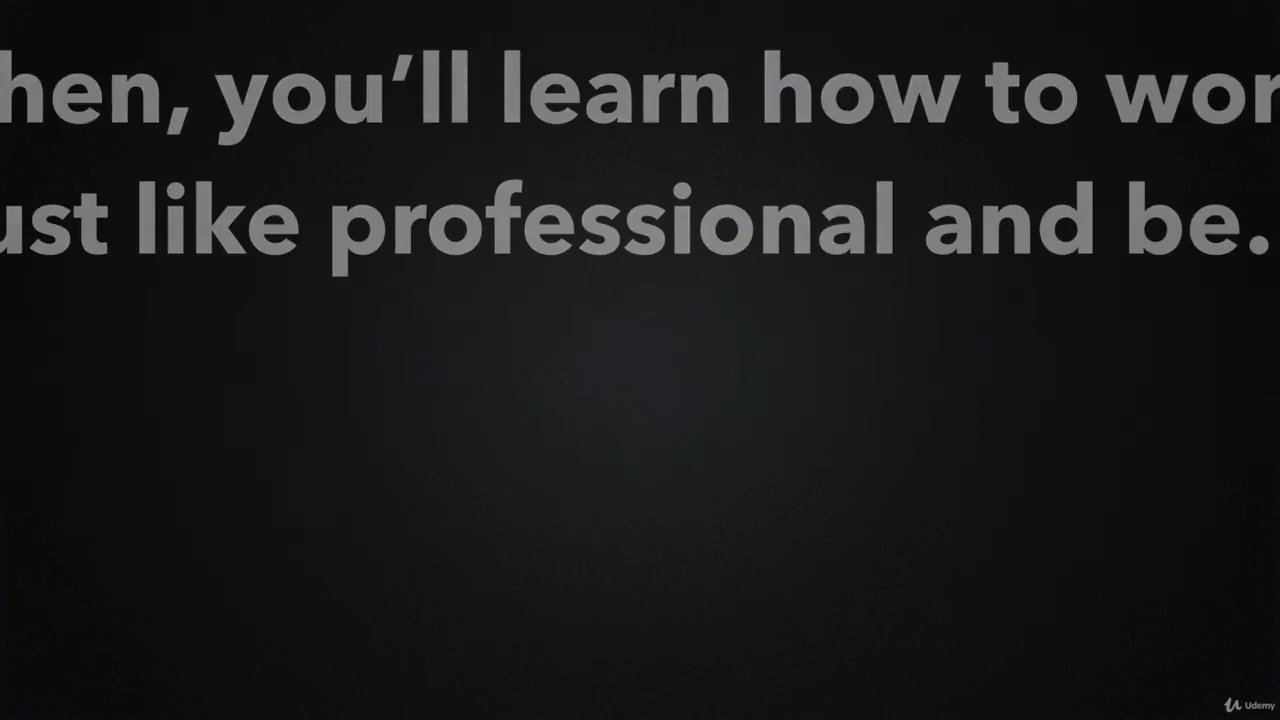 hen, you’ll learn how to wor
ust like professional and be.
Udemy